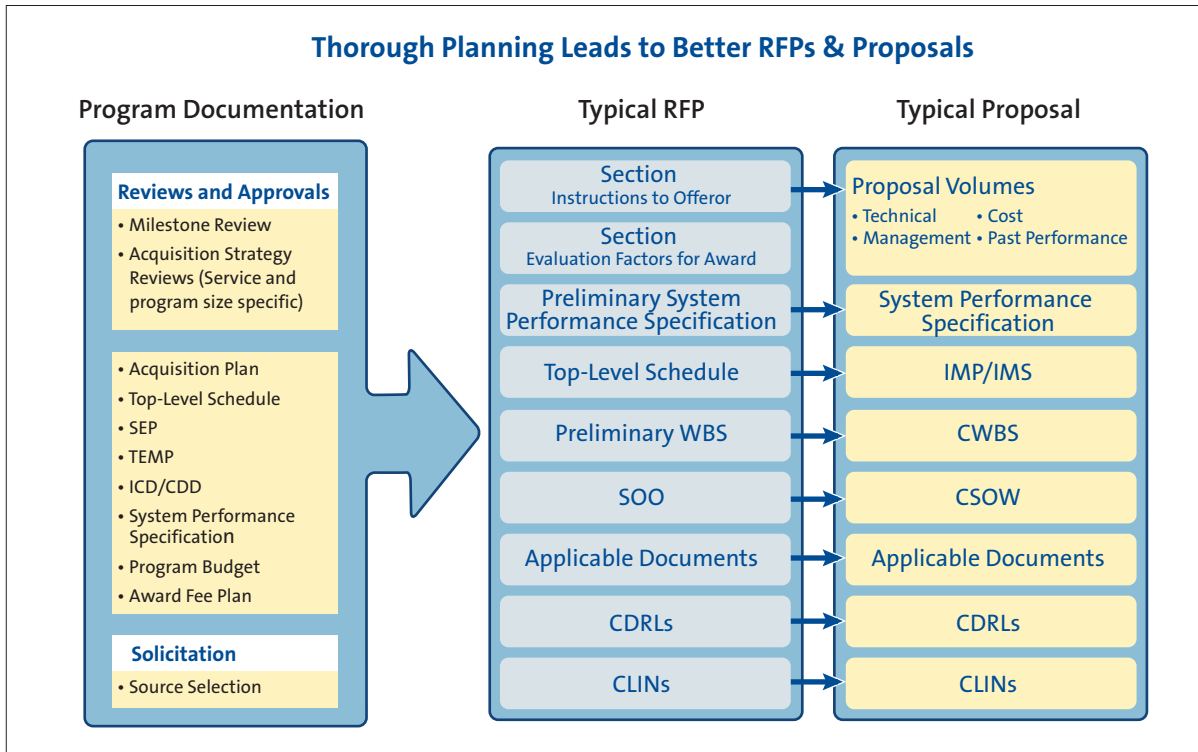 Thorough Planning Leads to Better RFPs & Proposals
Program Documentation
Reviews and Approvals
• Milestone Review
• Acquisition Strategy
Reviews (Service and
program size specific)
• Acquisition Plan
• Top-Level Schedule
• SEP
• TEMP
• ICD/CDD
• System Performance
Specification
• Program Budget
• Award Fee Plan
Solicitation
• Source Selection
Typical RFP
Section
Instructions to Offeror
Section
Evaluation Factors for Award
Preliminary System
Performance Specification
Top-Level Schedule
Preliminary WBS
SOO
Applicable Documents
CDRLs
CLINs
Typical Proposal
Proposal Volumes
• Technical • Cost
• Management • Past Performance
System Performance
Specification
IMP/IMS
CWBS
CSOW
Applicable Documents
CDRLs
CLINs